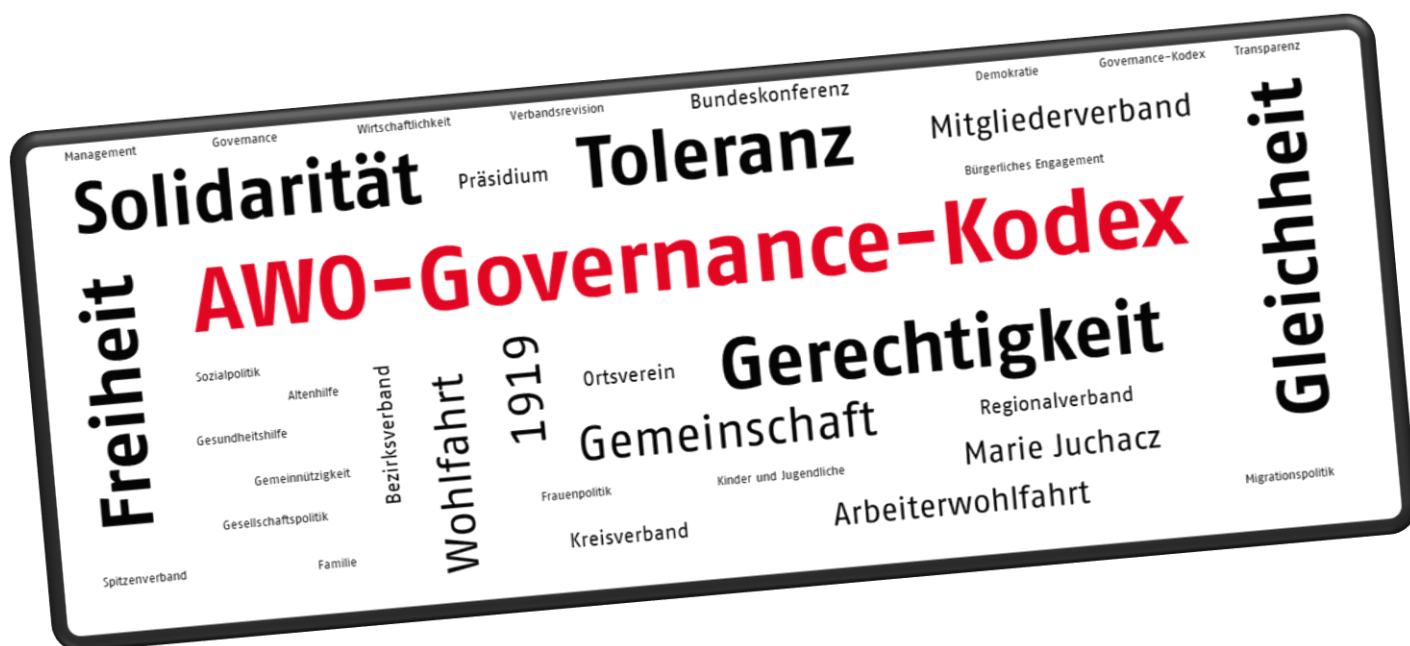 Management
Governance
Wirtschaftlichkeit
Verbandsrevision
Bundeskonferenz
Demokratie
Governance-Kodex
Transparenz
Solidarität
Präsidium
Toleranz
Mitgliederverband
Bürgerliches Engagement
AWO-Governance-Kodex
Gleichheit
Freiheit
Sozialpolitik
Altenhilfe
Gesundheitshilfe
Gemeinnützigkeit
Gesellschaftspolitik
Spitzenverband
Familie
Bezirksverband
Wohlfahrt
1919
Ortsverein
Gerechtigkeit
Gemeinschaft
Regionalverband
Marie Juchacz
Frauenpolitik
Kinder und Jugendliche
Kreisverband
Arbeiterwohlfahrt
Migrationspolitik